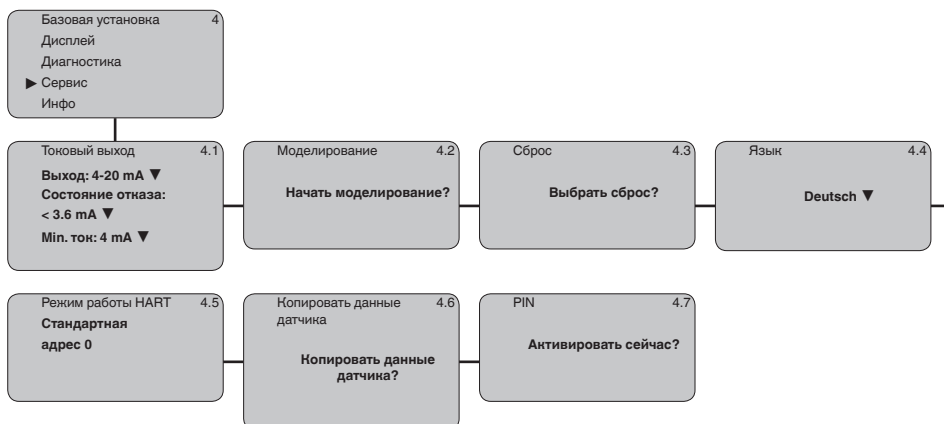 Базовая установка 4
Дисплей
Диагностика
▶ Сервис
Инфо
Токовый выход 4.1
Выход: 4-20 mA ▼
Состояние отказа:
< 3.6 mA ▼
Min. ток: 4 mA ▼
Моделирование 4.2
Начать моделирование?
Сброс 4.3
Выбрать сброс?
Язык 4.4
Deutsch ▼
Режим работы HART 4.5
Стандартная
адрес 0
Копировать данные 4.6
датчика
Копировать данные
датчика?
PIN 4.7
Активировать сейчас?